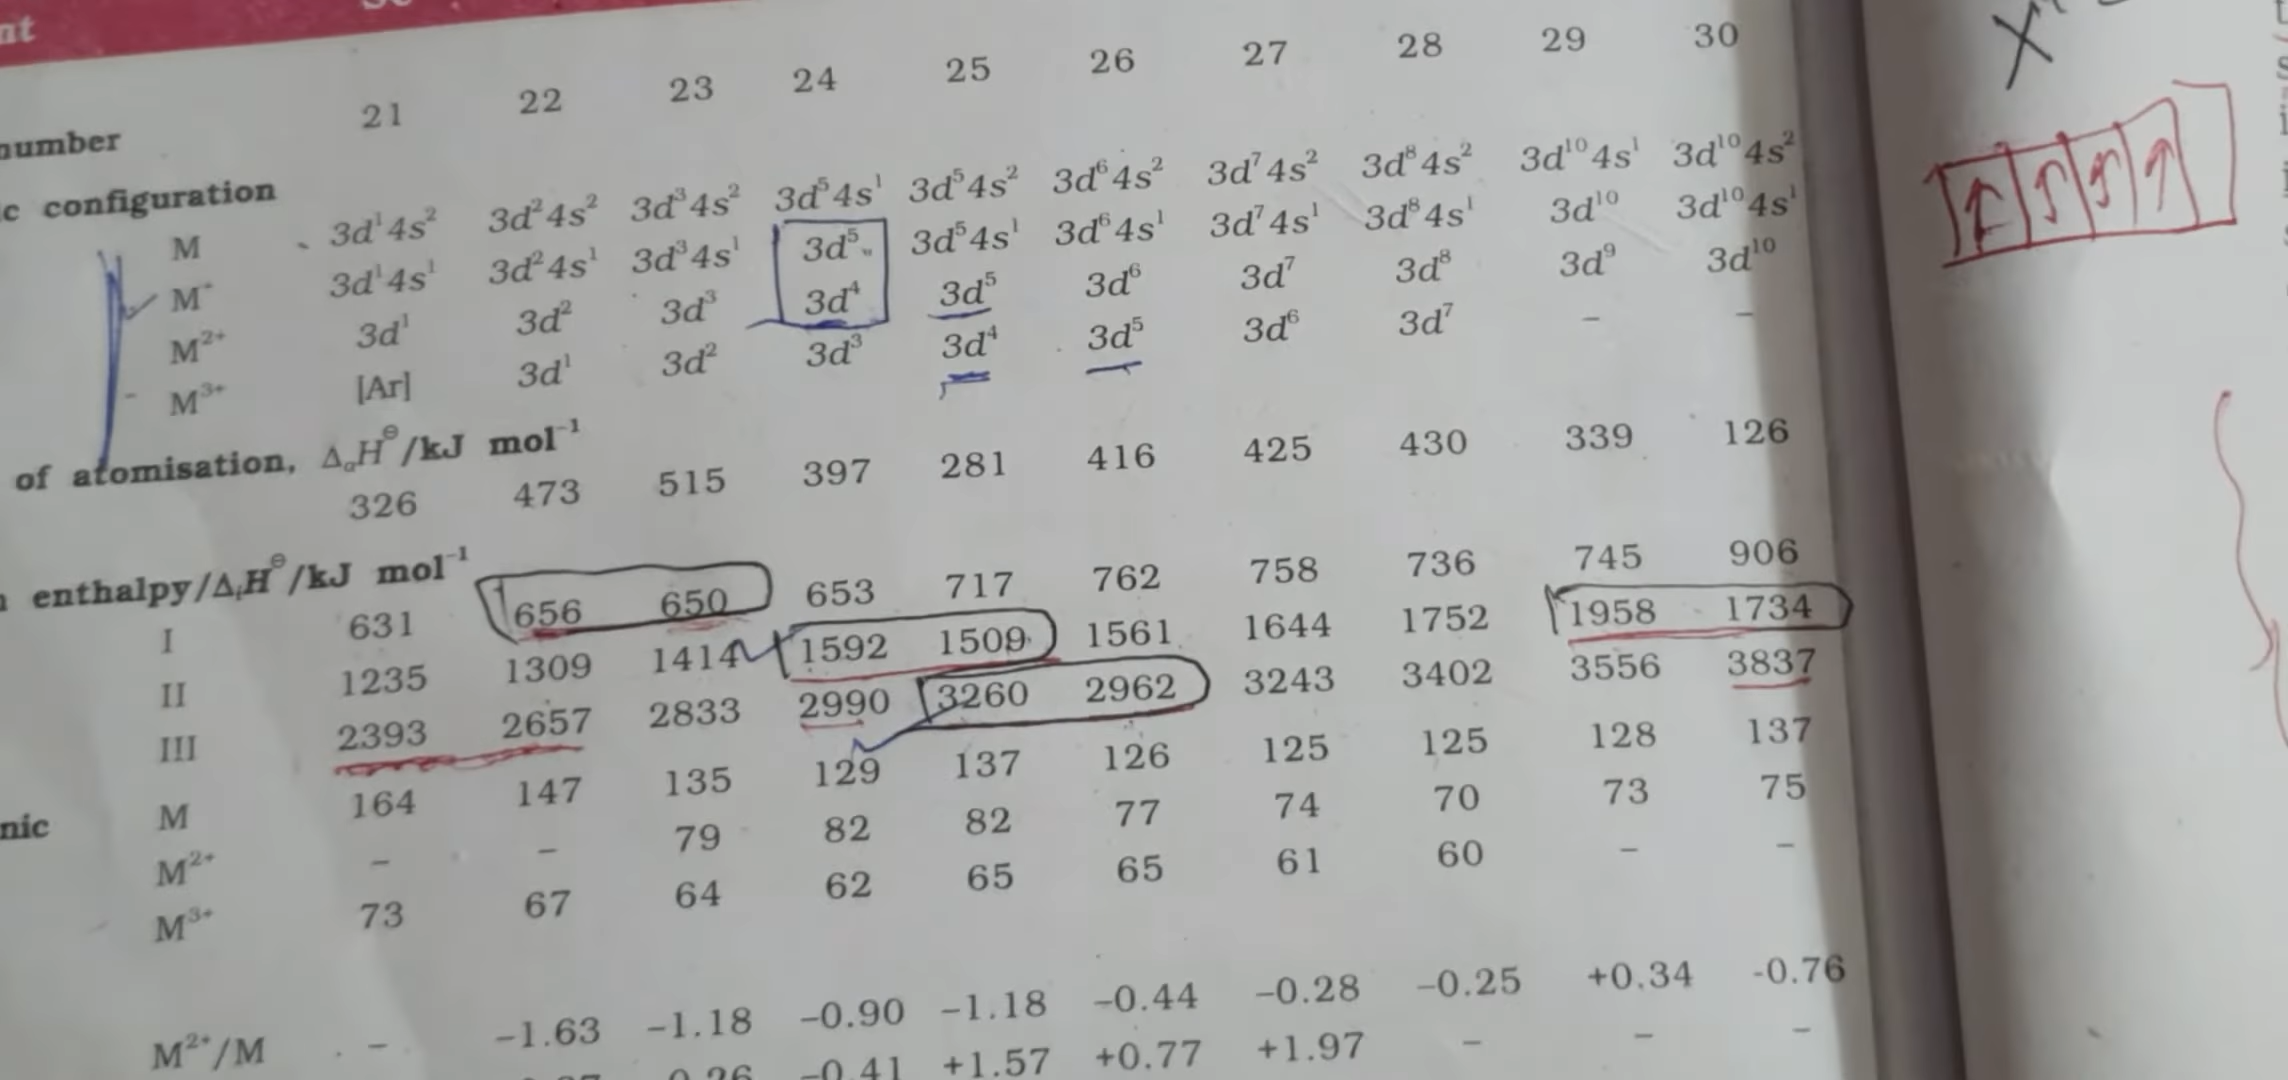 nt
number 21 22 23 24 25 26 27 28 29 30
c configuration
M 3d¹4s² 3d²4s² 3d³4s² 3d⁵4s¹ 3d⁵4s² 3d⁶4s² 3d⁷4s² 3d⁸4s² 3d¹⁰4s¹ 3d¹⁰4s²
M⁺ 3d¹4s¹ 3d²4s¹ 3d³4s¹ 3d⁵ 3d⁵4s¹ 3d⁶4s¹ 3d⁷4s¹ 3d⁸4s¹ 3d¹⁰ 3d¹⁰4s¹
M²⁺ 3d¹ 3d² 3d³ 3d⁴ 3d⁵ 3d⁶ 3d⁷ 3d⁸ 3d⁹ 3d¹⁰
M³⁺ [Ar] 3d¹ 3d² 3d³ 3d⁴ 3d⁵ 3d⁶ 3d⁷ – –
of atomisation, ΔₐH⊖/kJ mol⁻¹
326 473 515 397 281 416 425 430 339 126
enthalpy/ΔᵢH⊖/kJ mol⁻¹
I 631 656 650 653 717 762 758 736 745 906
II 1235 1309 1414 1592 1509 1561 1644 1752 1958 1734
III 2393 2657 2833 2990 3260 2962 3243 3402 3556 3837
nic M 164 147 135 129 137 126 125 125 128 137
M²⁺ – – 79 82 82 77 74 70 73 75
M³⁺ 73 67 64 62 65 65 61 60 – –
M²⁺/M – –1.63 –1.18 –0.90 –1.18 –0.44 –0.28 –0.25 +0.34 -0.76
–0.41 +1.57 +0.77 +1.97 – – –